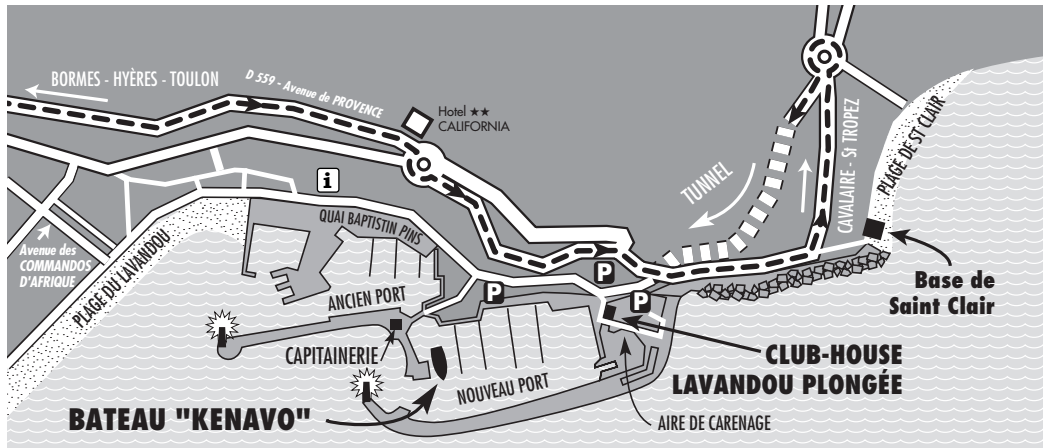 BORMES - HYÈRES - TOULON
D 559 - Avenue de PROVENCE
Hotel ★★
CALIFORNIA
i
QUAI BAPTISTIN PINS
Avenue des
COMMANDOS
D'AFRIQUE
PLAGE DU LAVANDOU
TUNNEL
CAVALAIRE - St TROPEZ
PLAGE DE ST CLAIR
P
P
P
ANCIEN PORT
CAPITAINERIE
NOUVEAU PORT
BATEAU "KENAVO"
Base de
Saint Clair
CLUB-HOUSE
LAVANDOU PLONGÉE
AIRE DE CARENAGE